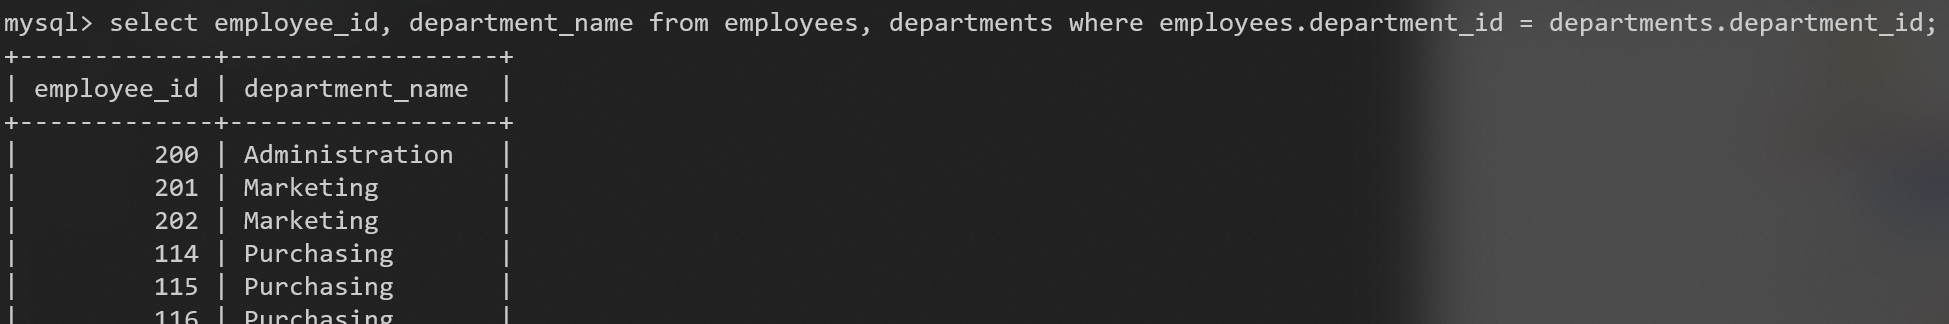 mysql> select employee_id, department_name from employees, departments where employees.department_id = departments.department_id;
+-------------+------------------+
| employee_id | department_name  |
+-------------+------------------+
|         200 | Administration   |
|         201 | Marketing        |
|         202 | Marketing        |
|         114 | Purchasing       |
|         115 | Purchasing       |
|         116 | Purchasing       |